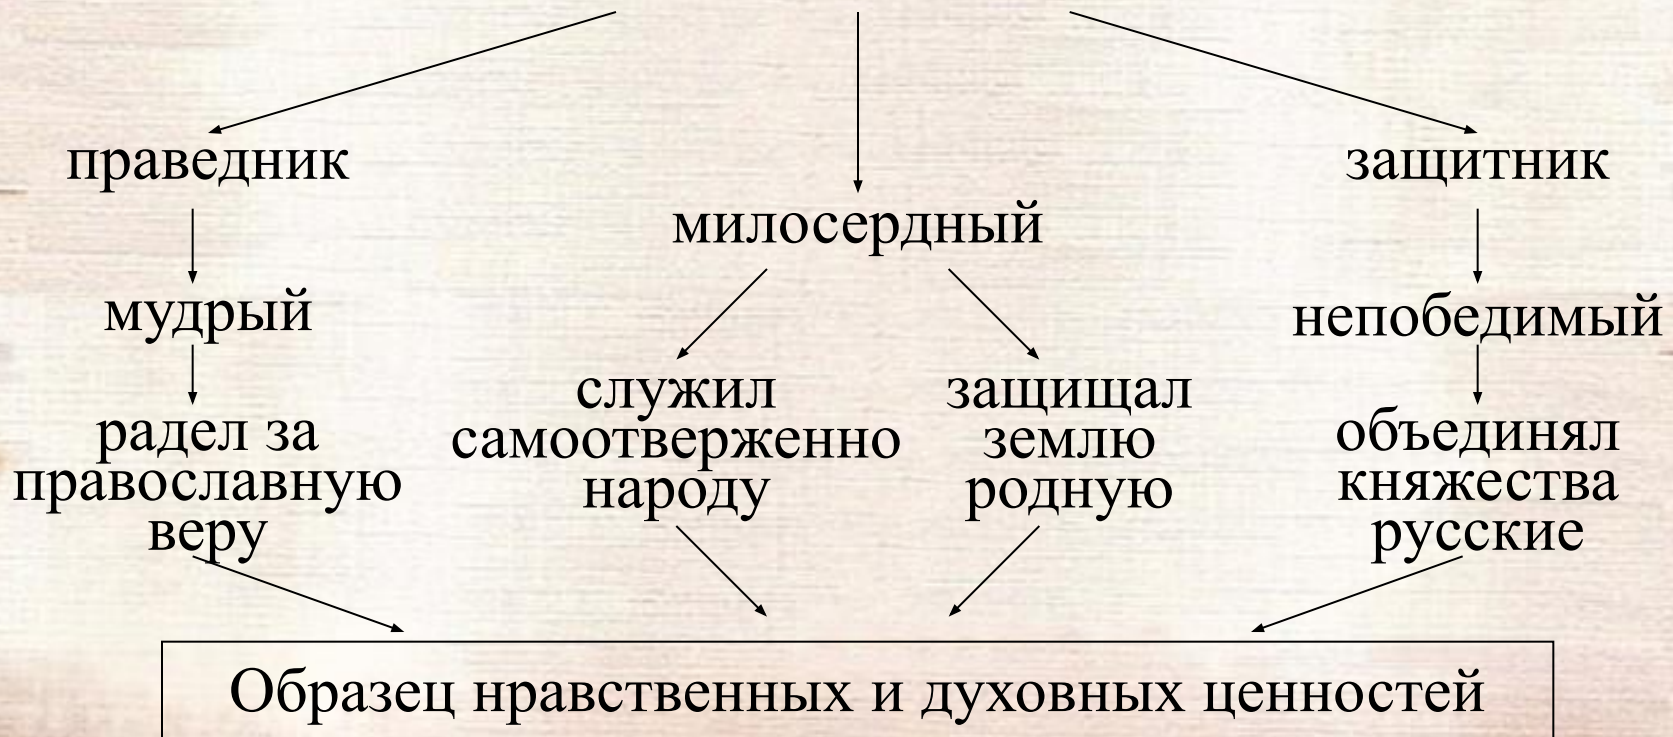 праведник
защитник
милосердный
мудрый
непобедимый
радел за
православную
веру
служил
самоотверженно
народу
защищал
землю
родную
объединял
княжества
русские
Образец нравственных и духовных ценностей